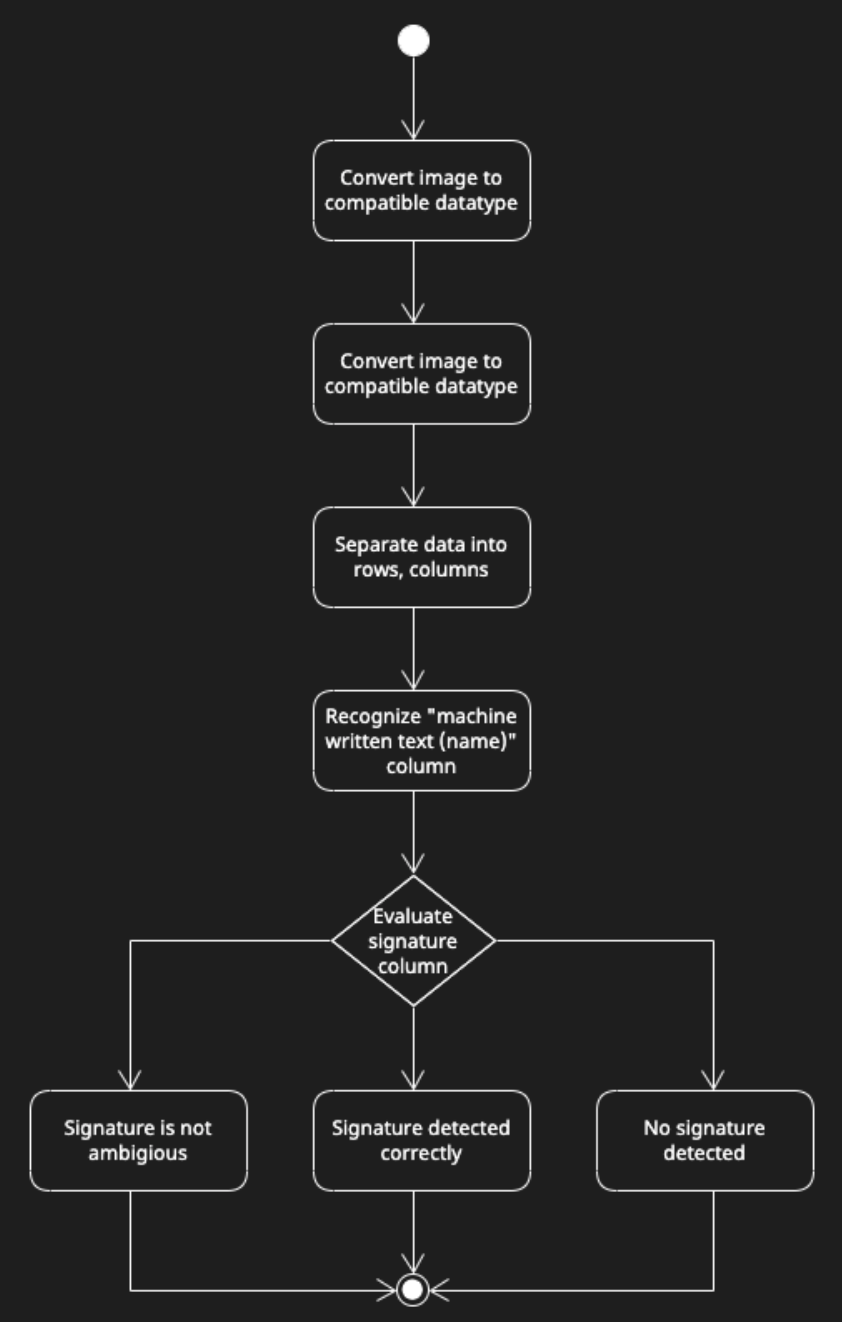 Convert image to
compatible datatype
Convert image to
compatible datatype
Separate data into
rows, columns
Recognize "machine
written text (name)"
column
Evaluate
signature
column
Signature is not
ambigious
Signature detected
correctly
No signature
detected